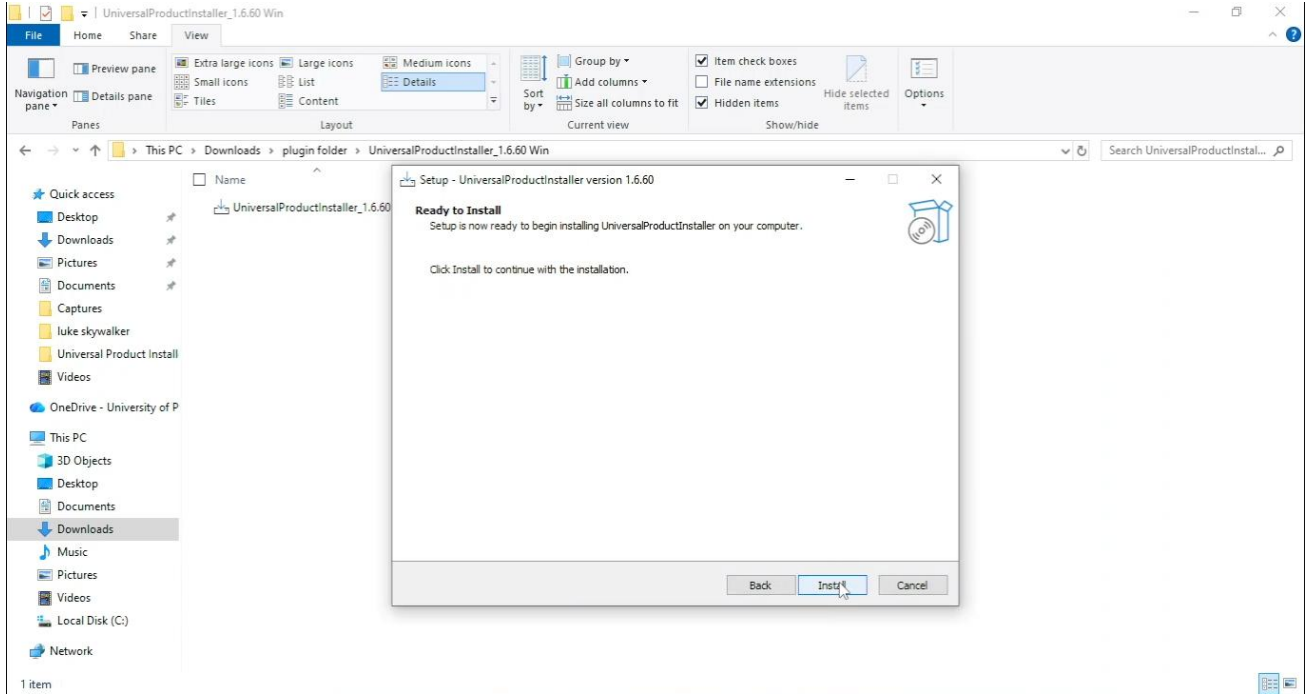 UniversalProductInstaller_1.6.60 Win
File Home Share View
Preview pane
Details pane
Navigation pane
Panes
Extra large icons Large icons Medium icons
Small icons List Details
Tiles Content
Layout
Sort by
Group by
Add columns
Size all columns to fit
Current view
Item check boxes
File name extensions
Hidden items
Hide selected items
Show/hide
Options
This PC > Downloads > plugin folder > UniversalProductInstaller_1.6.60 Win
Search UniversalProductInstal...
Quick access
Desktop
Downloads
Pictures
Documents
Captures
luke skywalker
Universal Product Install
Videos
OneDrive - University of P
This PC
3D Objects
Desktop
Documents
Downloads
Music
Pictures
Videos
Local Disk (C:)
Network
1 item
Name
UniversalProductInstaller_1.6.60
Setup - UniversalProductInstaller version 1.6.60
Ready to Install
Setup is now ready to begin installing UniversalProductInstaller on your computer.
Click Install to continue with the installation.
Back Install Cancel